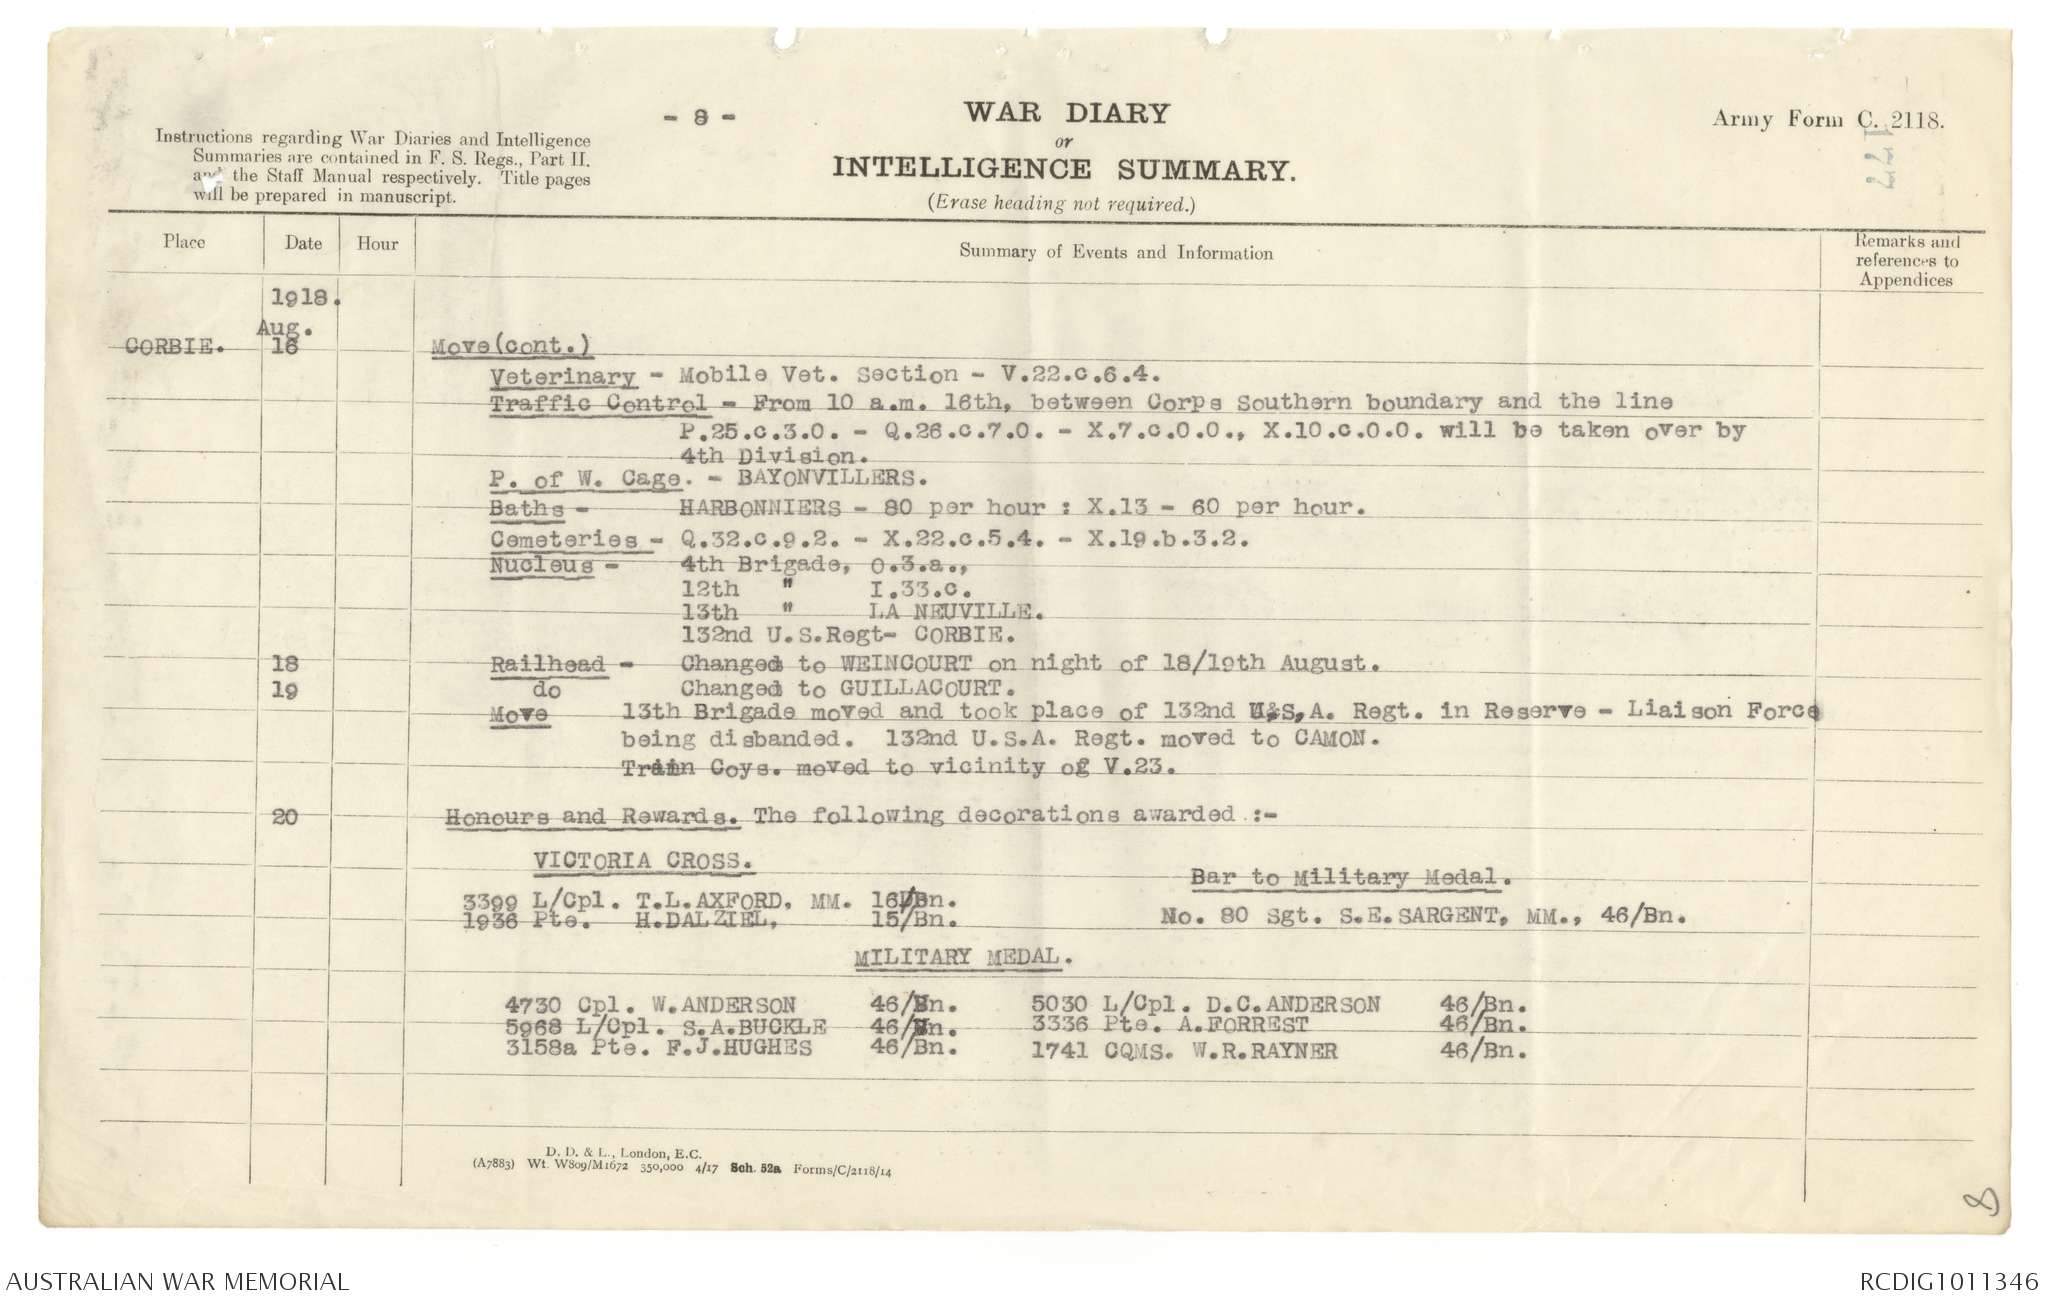 - 8 -
WAR DIARY
or
INTELLIGENCE SUMMARY.
(Erase heading not required.)
Army Form C. 2118.
Instructions regarding War Diaries and Intelligence
Summaries are contained in F. S. Regs., Part II.
and the Staff Manual respectively. Title pages
will be prepared in manuscript.
Place Date Hour Summary of Events and Information Remarks and references to Appendices
1918.
Aug.
CORBIE. 16 Move(cont.)
Veterinary - Mobile Vet. Section - V.22.c.6.4.
Traffic Control - From 10 a.m. 16th, between Corps Southern boundary and the line
P.25.c.3.0. - Q.26.c.7.0. - X.7.c.0.0., X.10.c.0.0. will be taken over by
4th Division.
P. of W. Cage. - BAYONVILLERS.
Baths - HARBONNIERS - 80 per hour : X.13 - 60 per hour.
Cemeteries - Q.32.c.9.2. - X.22.c.5.4. - X.19.b.3.2.
Nucleus - 4th Brigade, O.3.a.,
12th " I.33.c.
13th " LA NEUVILLE.
132nd U.S.Regt- CORBIE.
18 Railhead - Changed to WEINCOURT on night of 18/19th August.
19 do Changed to GUILLACOURT.
Move 13th Brigade moved and took place of 132nd U.S.A. Regt. in Reserve - Liaison Force
being disbanded. 132nd U.S.A. Regt. moved to CAMON.
Train Coys. moved to vicinity of V.23.
20 Honours and Rewards. The following decorations awarded :-
VICTORIA CROSS.
3399 L/Cpl. T.L.AXFORD, MM. 16/Bn.
1936 Pte. H.DALZIEL, 15/Bn.
Bar to Military Medal.
No. 80 Sgt. S.E.SARGENT, MM., 46/Bn.
MILITARY MEDAL.
4730 Cpl. W.ANDERSON 46/Bn. 5030 L/Cpl. D.C.ANDERSON 46/Bn.
5968 L/Cpl. S.A.BUCKLE 46/Bn. 3336 Pte. A.FORREST 46/Bn.
3158a Pte. F.J.HUGHES 46/Bn. 1741 CQMS. W.R.RAYNER 46/Bn.
D. D. & L., London, E.C.
(A7883) Wt. W809/M1672 350,000 4/17 Sch. 52a Forms/C/2118/14
8
AUSTRALIAN WAR MEMORIAL
RCDIG1011346